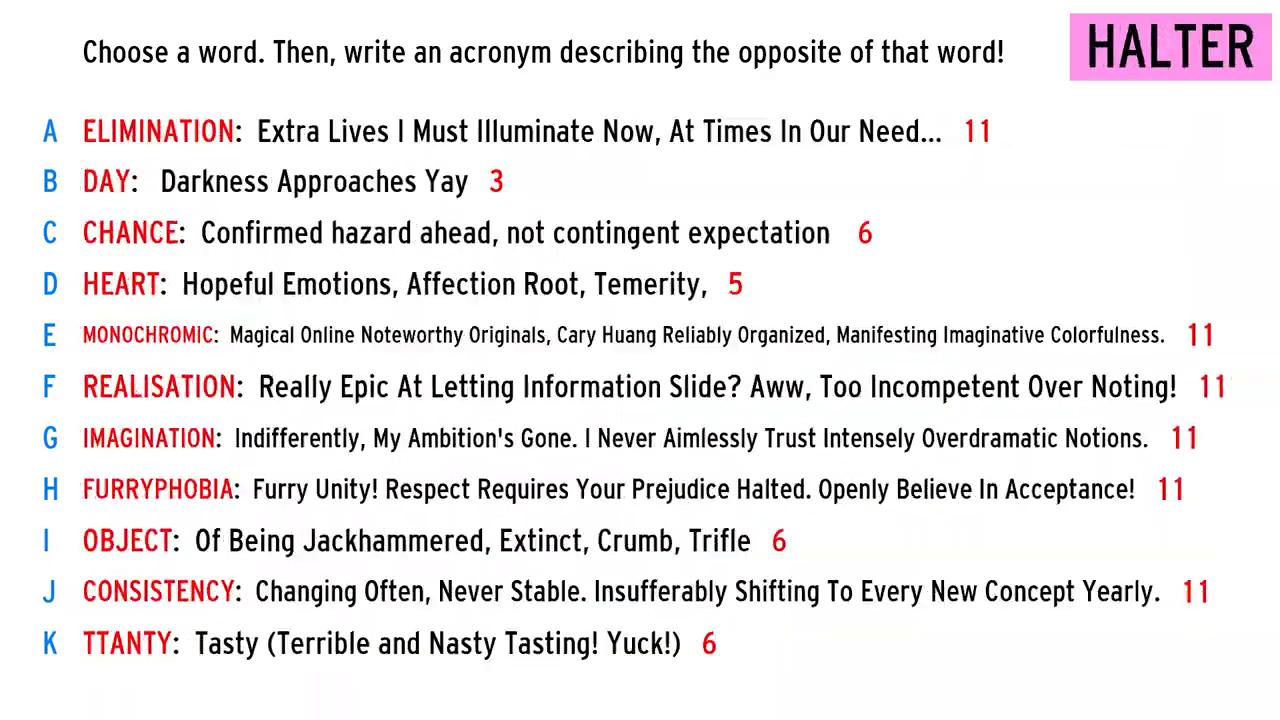 Choose a word. Then, write an acronym describing the opposite of that word!
HALTER
A ELIMINATION: Extra Lives I Must Illuminate Now, At Times In Our Need... 11
B DAY: Darkness Approaches Yay 3
C CHANCE: Confirmed hazard ahead, not contingent expectation 6
D HEART: Hopeful Emotions, Affection Root, Temerity, 5
E MONOCHROMIC: Magical Online Noteworthy Originals, Cary Huang Reliably Organized, Manifesting Imaginative Colorfulness. 11
F REALISATION: Really Epic At Letting Information Slide? Aww, Too Incompetent Over Noting! 11
G IMAGINATION: Indifferently, My Ambition's Gone. I Never Aimlessly Trust Intensely Overdramatic Notions. 11
H FURRYPHOBIA: Furry Unity! Respect Requires Your Prejudice Halted. Openly Believe In Acceptance! 11
I OBJECT: Of Being Jackhammered, Extinct, Crumb, Trifle 6
J CONSISTENCY: Changing Often, Never Stable. Insufferably Shifting To Every New Concept Yearly. 11
K TTANTY: Tasty (Terrible and Nasty Tasting! Yuck!) 6